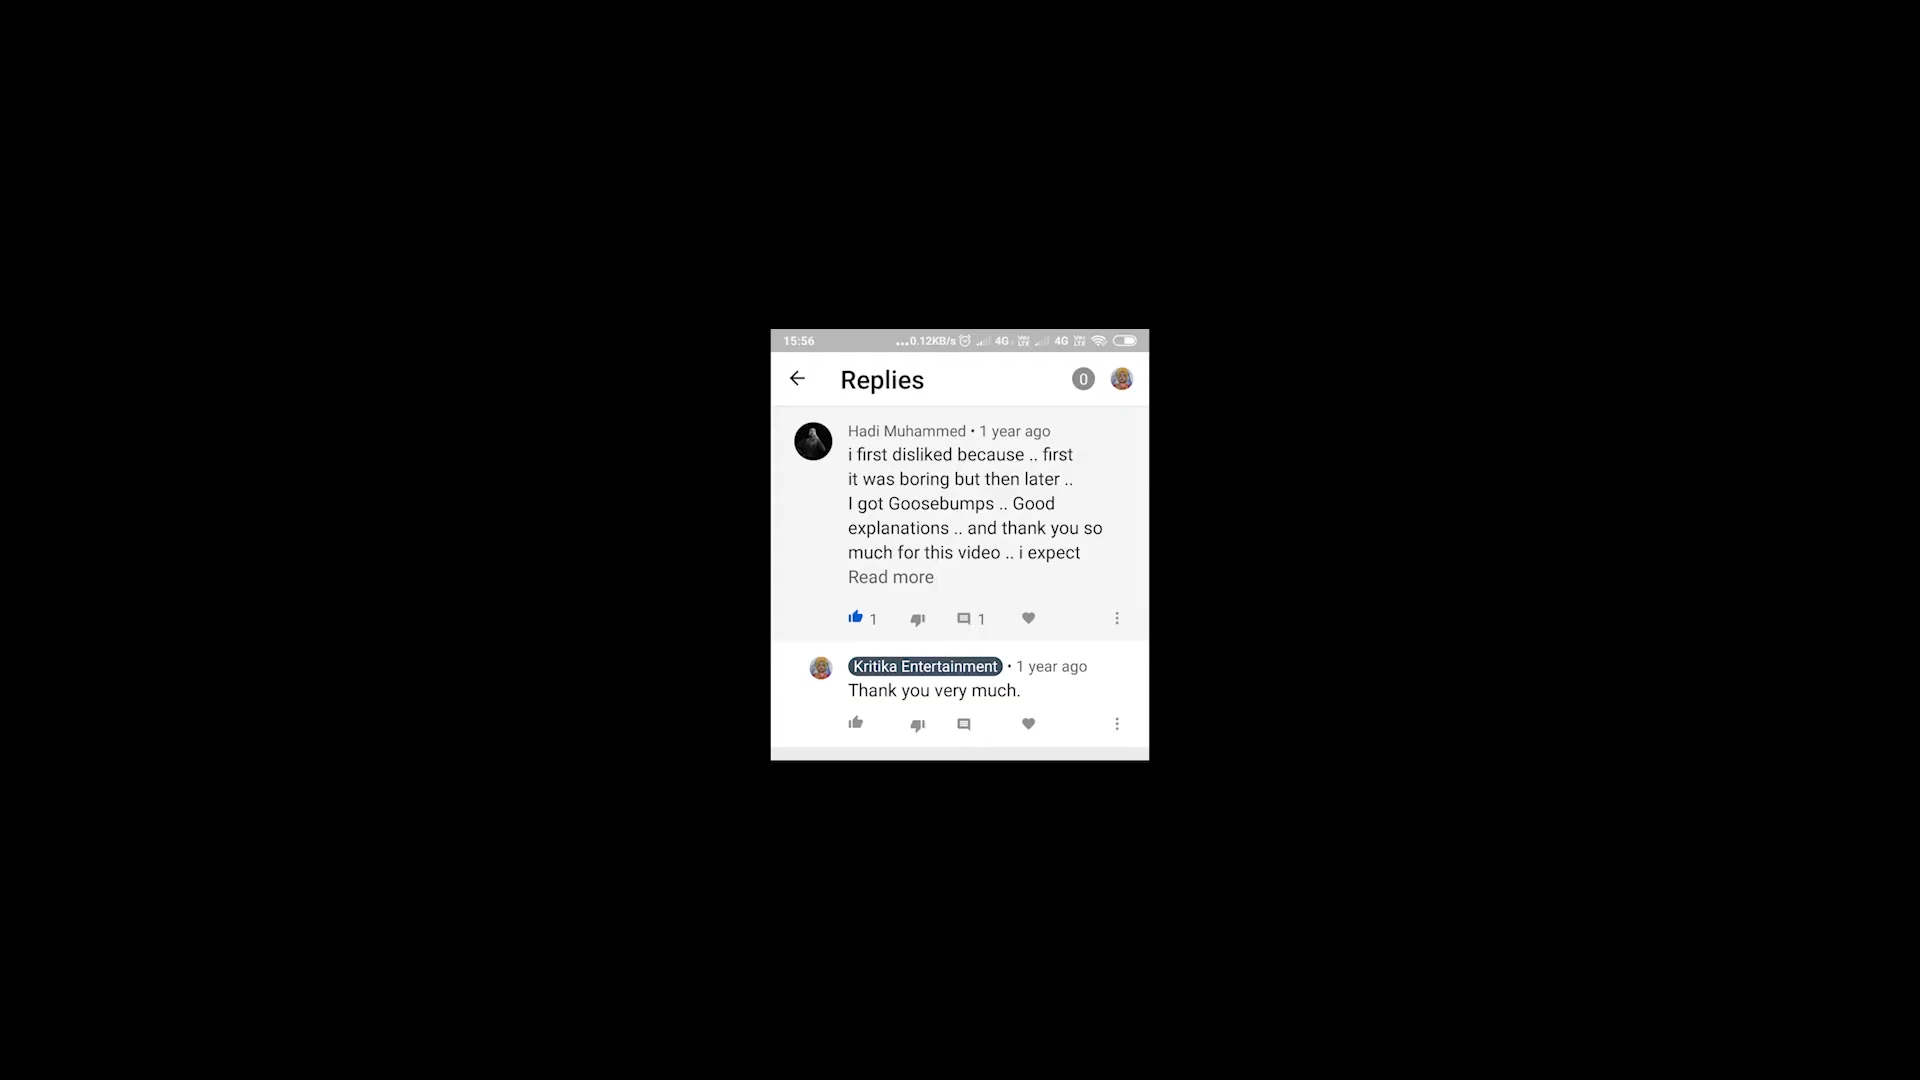 15:56 ...0.12KB/s 4G VoLTE 4G VoLTE
Replies 0
Hadi Muhammed • 1 year ago
i first disliked because .. first
it was boring but then later ..
I got Goosebumps .. Good
explanations .. and thank you so
much for this video .. i expect
Read more
1 1
Kritika Entertainment • 1 year ago
Thank you very much.